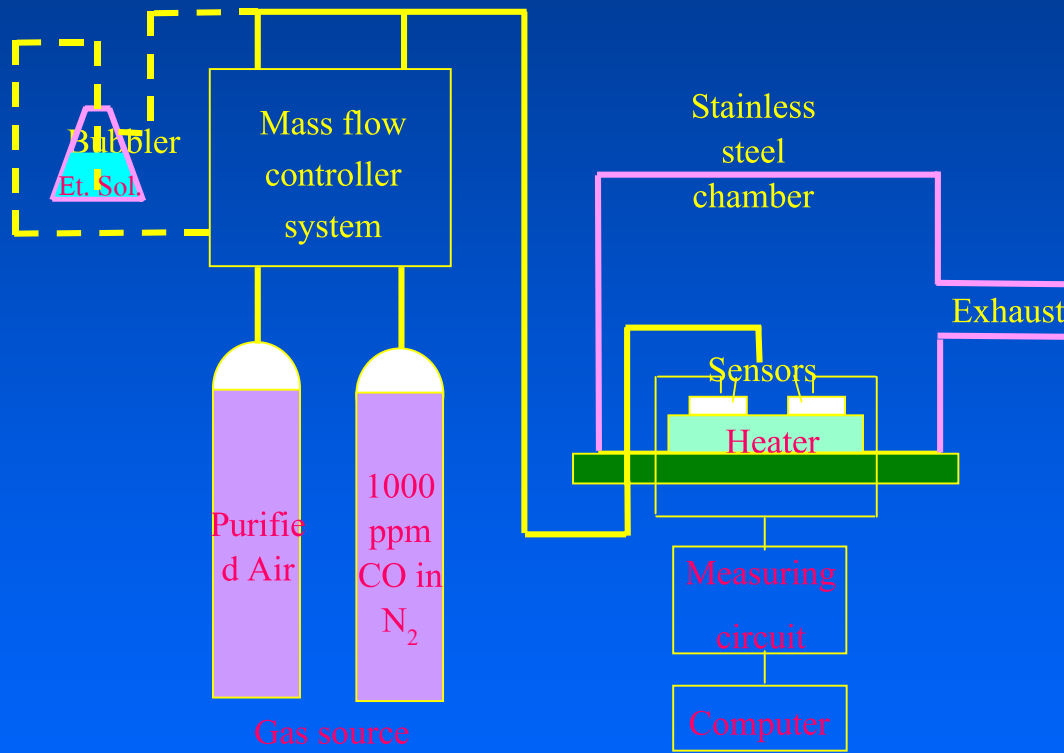 Bubbler
Et. Sol.
Mass flow
controller
system
Stainless
steel
chamber
Exhaust
Sensors
Heater
Purifie
d Air
1000
ppm
CO in
N₂
Measuring
circuit
Computer
Gas source